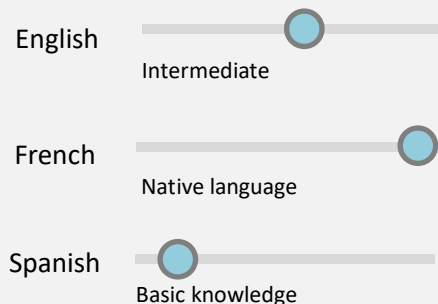 English
Intermediate
French
Native language
Spanish
Basic knowledge